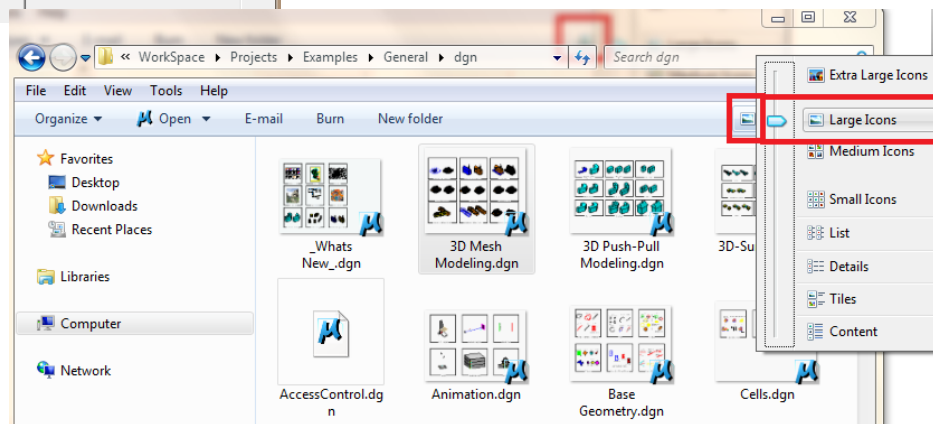 « WorkSpace ▸ Projects ▸ Examples ▸ General ▸ dgn
Search dgn
File Edit View Tools Help
Organize Open E-mail Burn New folder
Favorites
Desktop
Downloads
Recent Places
Libraries
Computer
Network
_Whats
New_.dgn
3D Mesh
Modeling.dgn
3D Push-Pull
Modeling.dgn
3D-Su
AccessControl.dg
n
Animation.dgn
Base
Geometry.dgn
Cells.dgn
Extra Large Icons
Large Icons
Medium Icons
Small Icons
List
Details
Tiles
Content